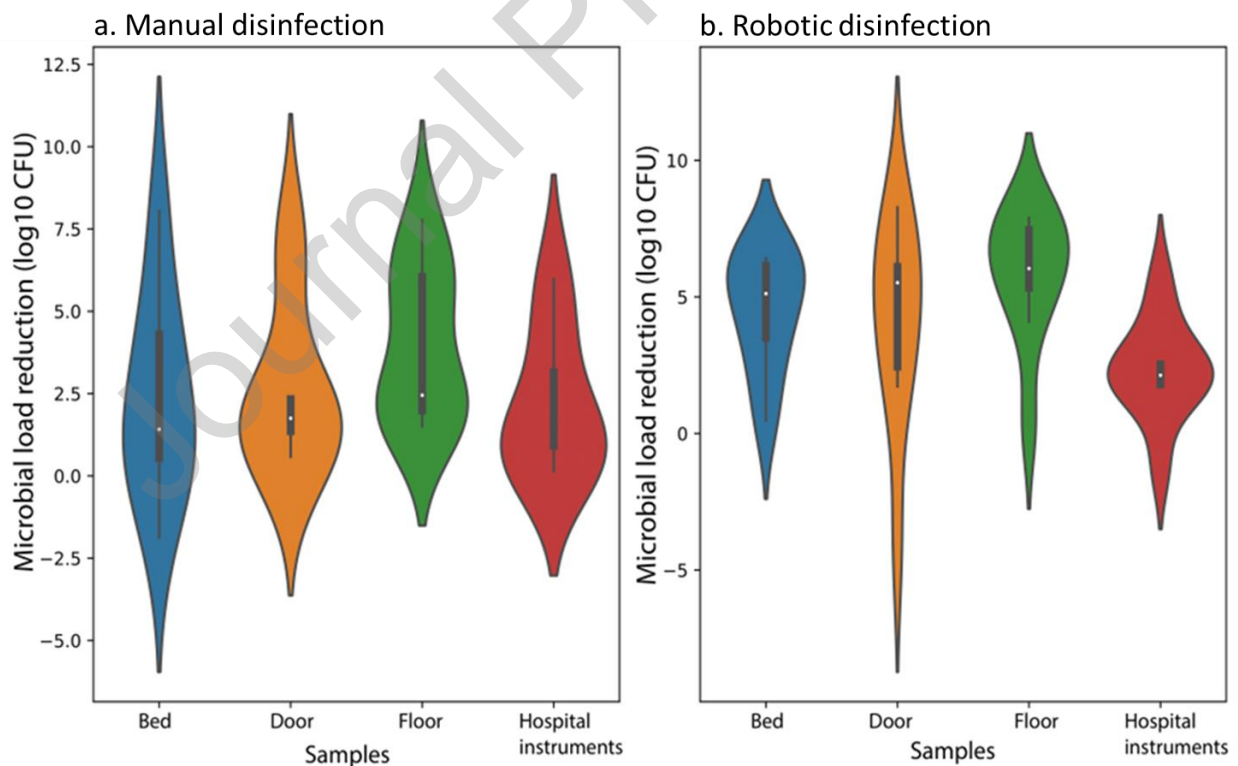 a. Manual disinfection
Microbial load reduction (log10 CFU)
12.5
10.0
7.5
5.0
2.5
0.0
−2.5
−5.0
Bed Door Floor Hospital
instruments
Samples
b. Robotic disinfection
Microbial load reduction (log10 CFU)
10
5
0
−5
Bed Door Floor Hospital
instruments
Samples
Journal